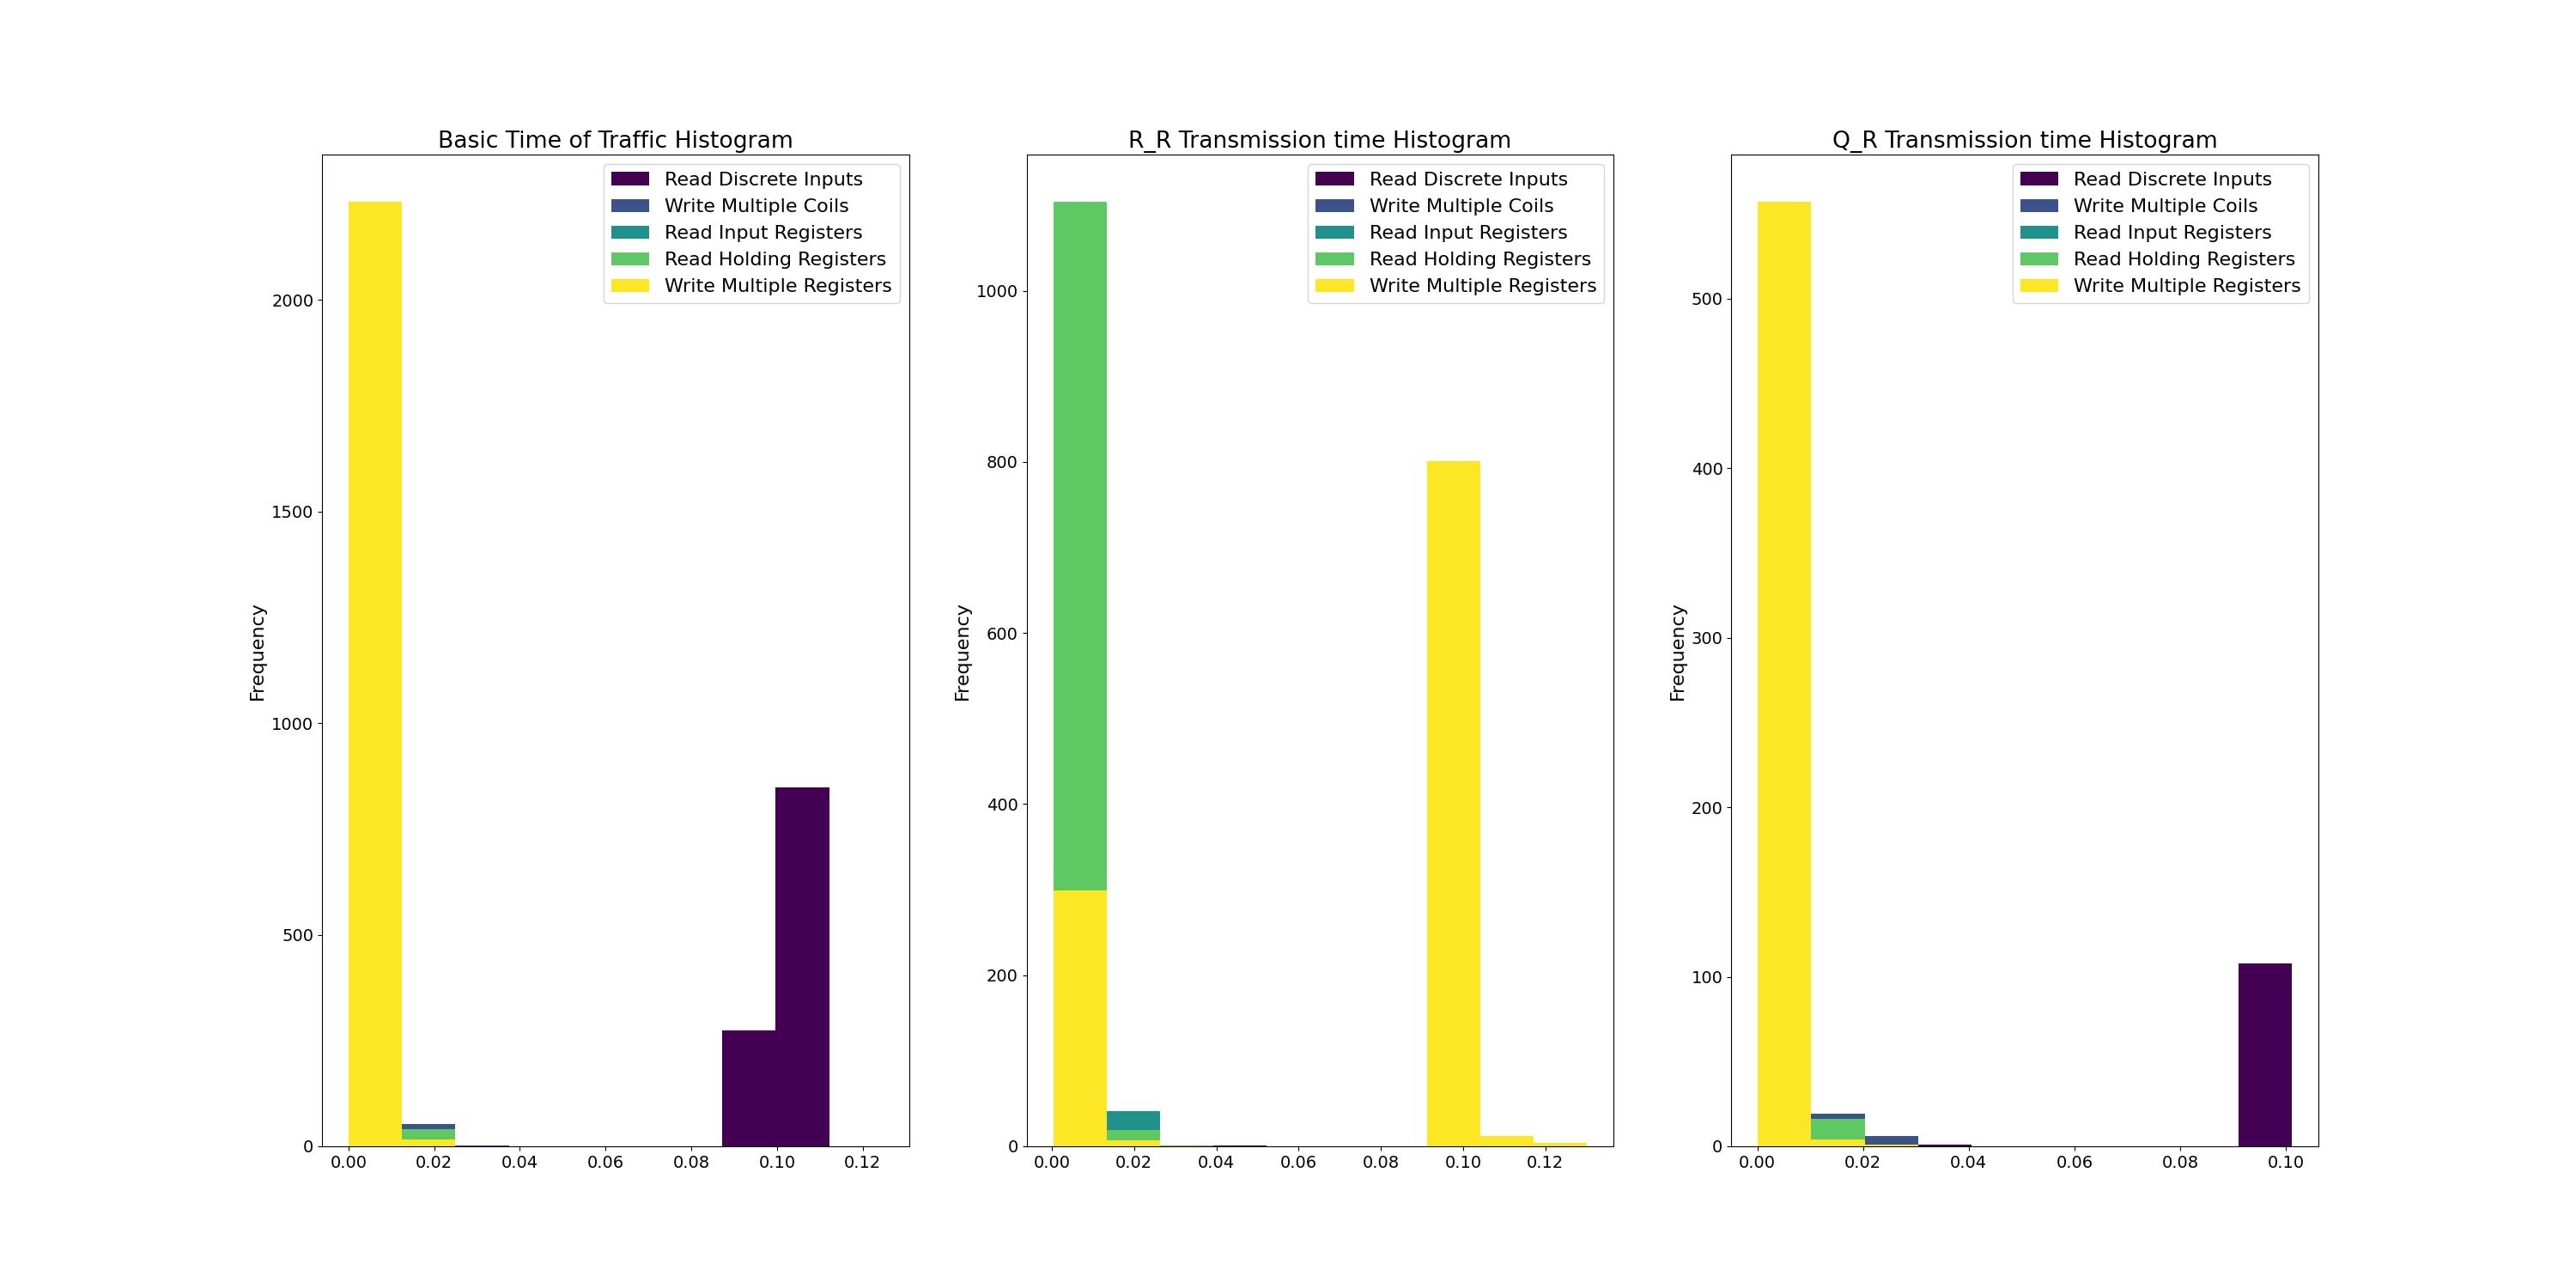 Basic Time of Traffic Histogram
Read Discrete Inputs
Write Multiple Coils
Read Input Registers
Read Holding Registers
Write Multiple Registers
Frequency
2000
1500
1000
500
0
0.00 0.02 0.04 0.06 0.08 0.10 0.12
R_R Transmission time Histogram
Read Discrete Inputs
Write Multiple Coils
Read Input Registers
Read Holding Registers
Write Multiple Registers
Frequency
1000
800
600
400
200
0
0.00 0.02 0.04 0.06 0.08 0.10 0.12
Q_R Transmission time Histogram
Read Discrete Inputs
Write Multiple Coils
Read Input Registers
Read Holding Registers
Write Multiple Registers
Frequency
500
400
300
200
100
0
0.00 0.02 0.04 0.06 0.08 0.10